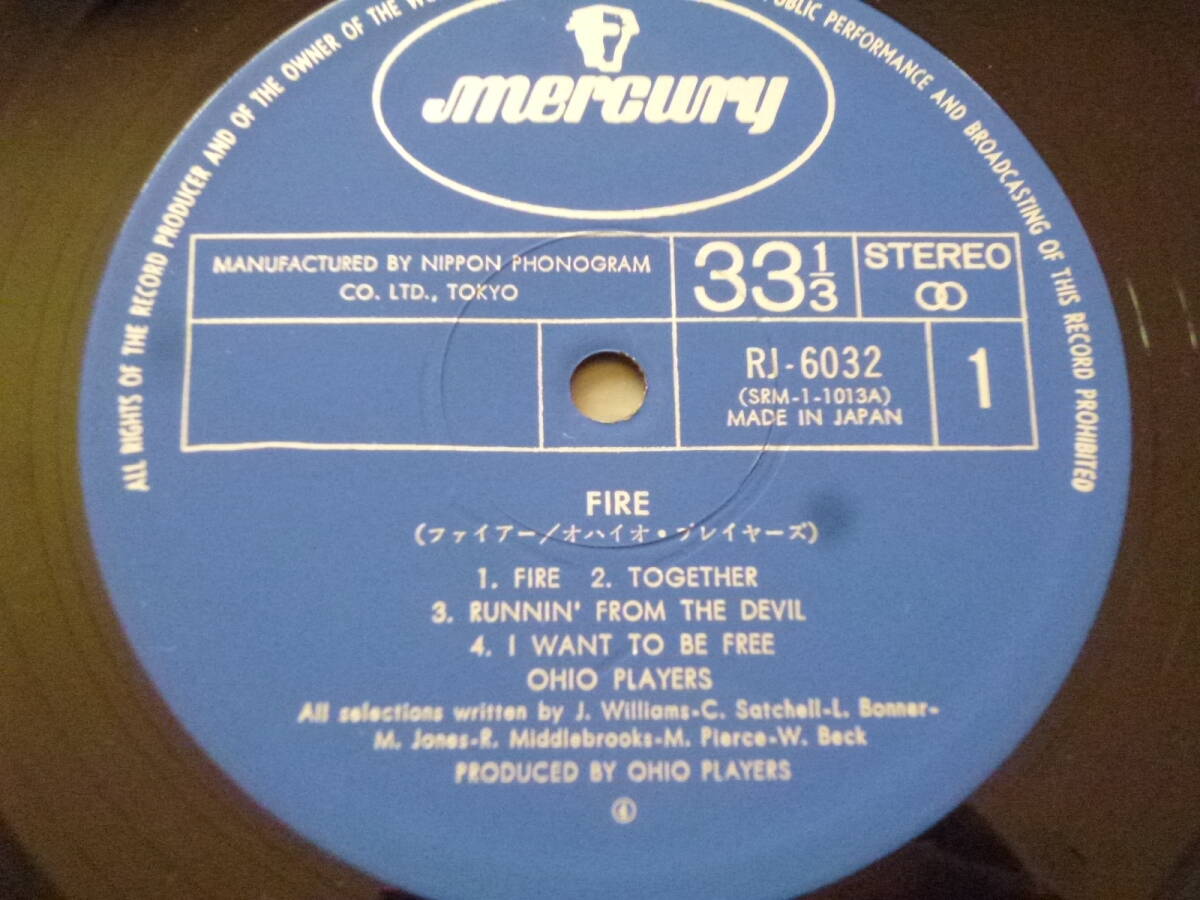 ALL RIGHTS OF THE RECORD PRODUCER AND OF THE OWNER OF THE
PUBLIC PERFORMANCE AND BROADCASTING OF THIS RECORD PROHIBITED
mercury
MANUFACTURED BY NIPPON PHONOGRAM
CO. LTD., TOKYO
33 1/3
STEREO
RJ-6032
(SRM-1-1013A)
MADE IN JAPAN
1
FIRE
(ファイアー/オハイオ・プレイヤーズ)
1. FIRE 2. TOGETHER
3. RUNNIN' FROM THE DEVIL
4. I WANT TO BE FREE
OHIO PLAYERS
All selections written by J. Williams-C. Satchell-L. Bonner-
M. Jones-R. Middlebrooks-M. Pierce-W. Beck
PRODUCED BY OHIO PLAYERS